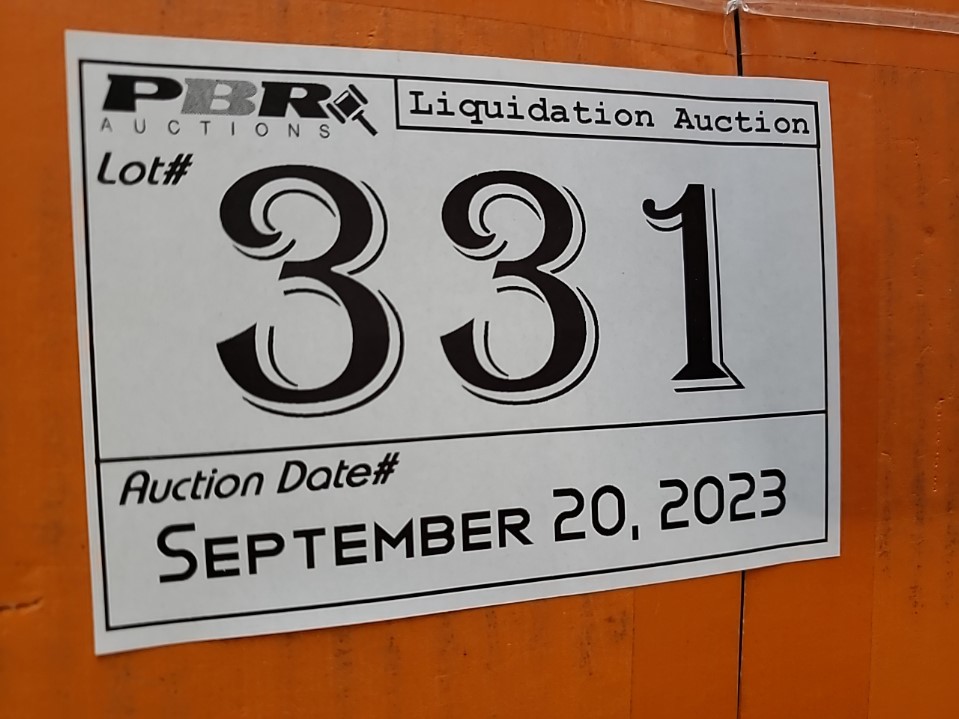 PBR
AUCTIONS
Liquidation Auction
Lot#
331
Auction Date#
SEPTEMBER 20, 2023